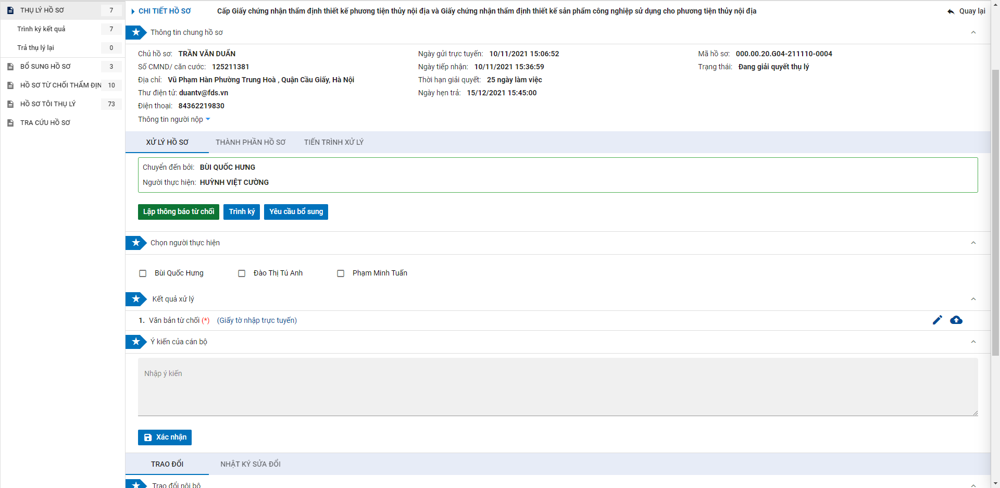 THỤ LÝ HỒ SƠ 7
Trình ký kết quả 7
Trả thụ lý lại 0
BỔ SUNG HỒ SƠ 3
HỒ SƠ TỪ CHỐI THẨM ĐỊN 10
HỒ SƠ TÔI THỤ LÝ 73
TRA CỨU HỒ SƠ
CHI TIẾT HỒ SƠ Cấp Giấy chứng nhận thẩm định thiết kế phương tiện thủy nội địa và Giấy chứng nhận thẩm định thiết kế sản phẩm công nghiệp sử dụng cho phương tiện thủy nội địa Quay lại
Thông tin chung hồ sơ
Chủ hồ sơ: TRẦN VĂN DUẨN Ngày gửi trực tuyến: 10/11/2021 15:06:52 Mã hồ sơ: 000.00.20.G04-211110-0004
Số CMND/ căn cước: 125211381 Ngày tiếp nhận: 10/11/2021 15:36:59 Trạng thái: Đang giải quyết thụ lý
Địa chỉ: Vũ Phạm Hàn Phường Trung Hoà , Quận Cầu Giấy, Hà Nội Thời hạn giải quyết: 25 ngày làm việc
Thư điện tử: duantv@fds.vn Ngày hẹn trả: 15/12/2021 15:45:00
Điện thoại: 84362219830
Thông tin người nộp
XỬ LÝ HỒ SƠ THÀNH PHẦN HỒ SƠ TIẾN TRÌNH XỬ LÝ
Chuyển đến bởi: BÙI QUỐC HƯNG
Người thực hiện: HUỲNH VIỆT CƯỜNG
Lập thông báo từ chối Trình ký Yêu cầu bổ sung
Chọn người thực hiện
Bùi Quốc Hưng Đào Thị Tú Anh Phạm Minh Tuấn
Kết quả xử lý
1. Văn bản từ chối (*) (Giấy tờ nhập trực tuyến)
Ý kiến của cán bộ
Nhập ý kiến
Xác nhận
TRAO ĐỔI NHẬT KÝ SỬA ĐỔI
Trao đổi nội bộ